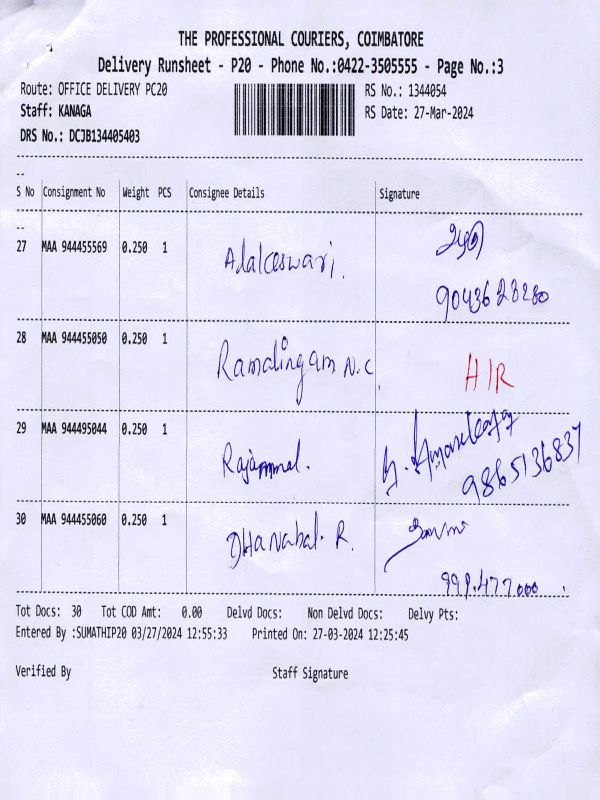 THE PROFESSIONAL COURIERS, COIMBATORE
Delivery Runsheet - P20 - Phone No.:0422-3505555 - Page No.:3
Route: OFFICE DELIVERY PC20 RS No.: 1344054
Staff: KANAGA RS Date: 27-Mar-2024
DRS No.: DCJB134405403
--
S No Consignment No Weight PCS Consignee Details Signature
--
27 MAA 944455569 0.250 1 Adalceswari.
9043628280
28 MAA 944455050 0.250 1 Ramalingam N.C. H/R
29 MAA 944495044 0.250 1 Rajammal.
9865136837
30 MAA 944455060 0.250 1 DHanabal. R.
Tot Docs: 30 Tot COD Amt: 0.00 Delvd Docs: Non Delvd Docs: Delvy Pts:
Entered By :SUMATHIP20 03/27/2024 12:55:33 Printed On: 27-03-2024 12:25:45
Verified By Staff Signature